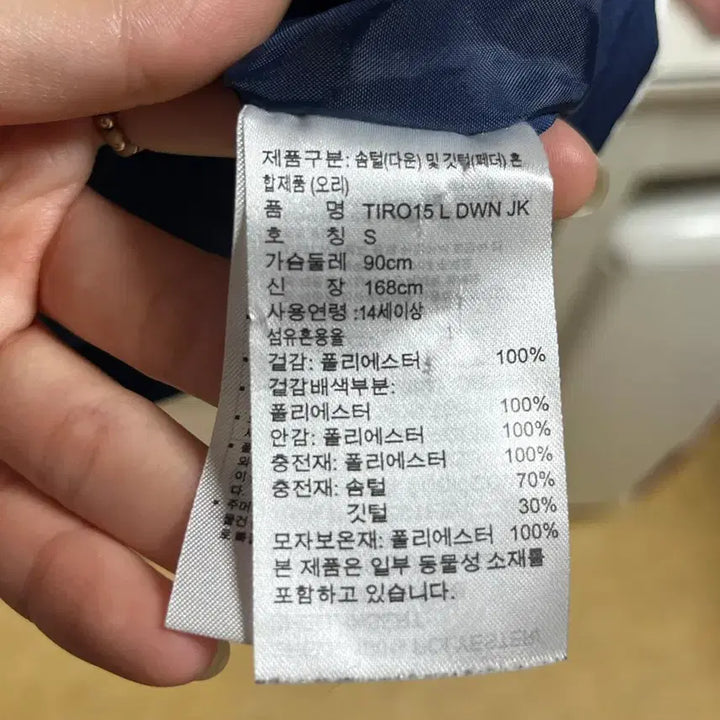 제품구분: 솜털(다운) 및 깃털(페더) 혼
합제품 (오리)
품 명 TIRO15 L DWN JK
호 칭 S
가슴둘레 90cm
신 장 168cm
사용연령 :14세이상
섬유혼용율
겉감: 폴리에스터 100%
겉감배색부분:
폴리에스터 100%
안감: 폴리에스터 100%
충전재: 폴리에스터 100%
충전재: 솜털 70%
깃털 30%
모자보온재: 폴리에스터 100%
본 제품은 일부 동물성 소재를
포함하고 있습니다.